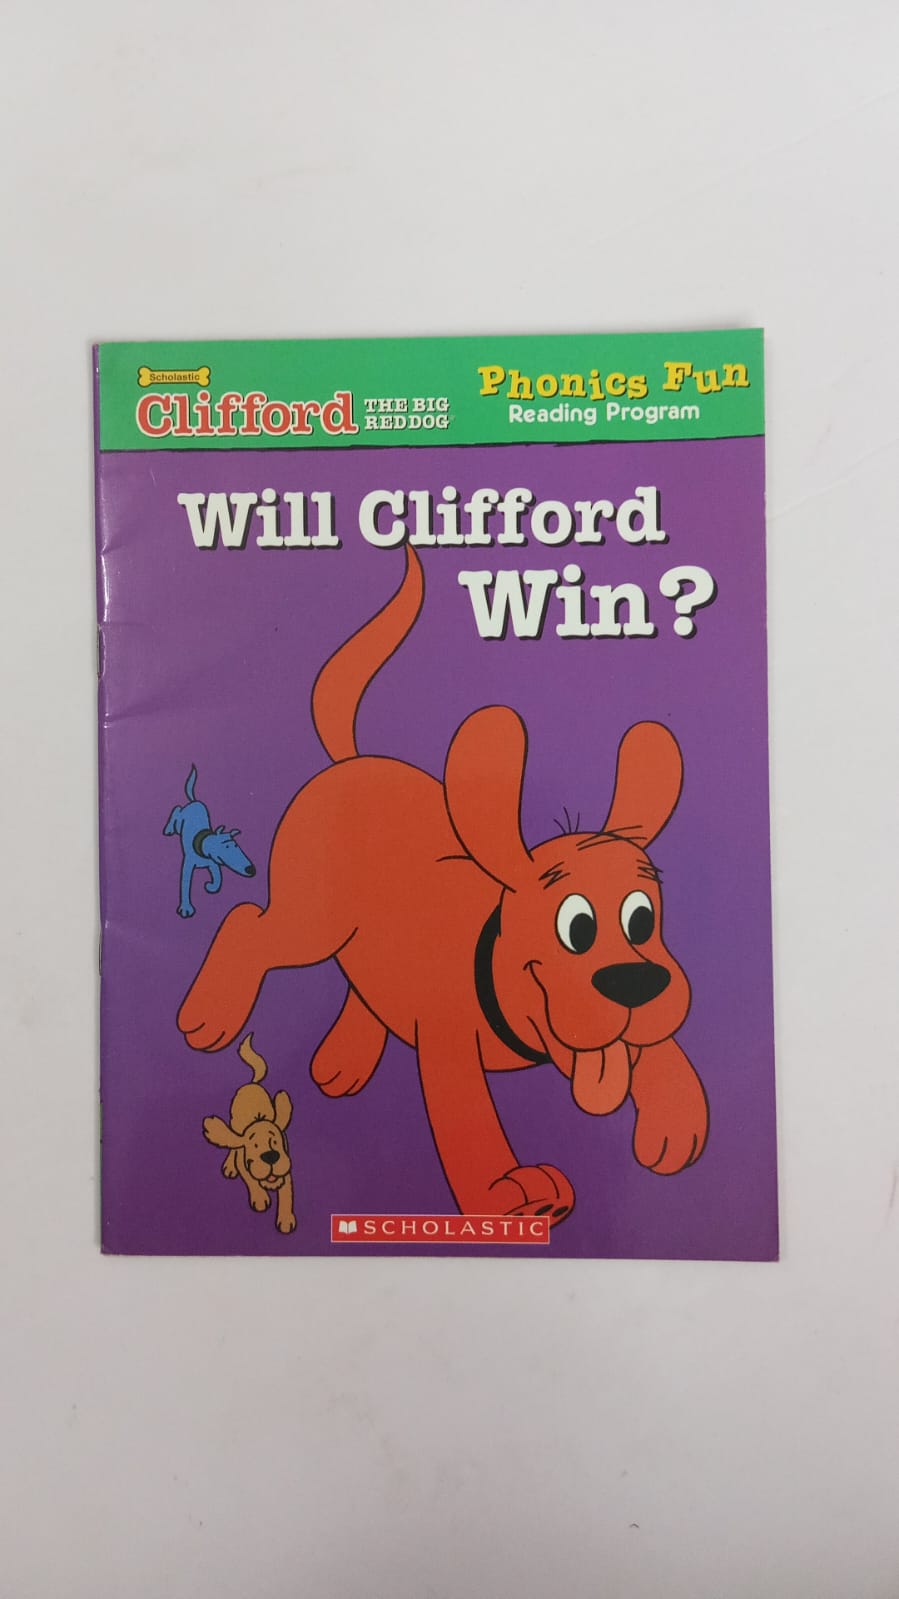 Scholastic
Clifford
THE BIG
RED DOG
Phonics Fun
Reading Program
Will Clifford
Win?
SCHOLASTIC